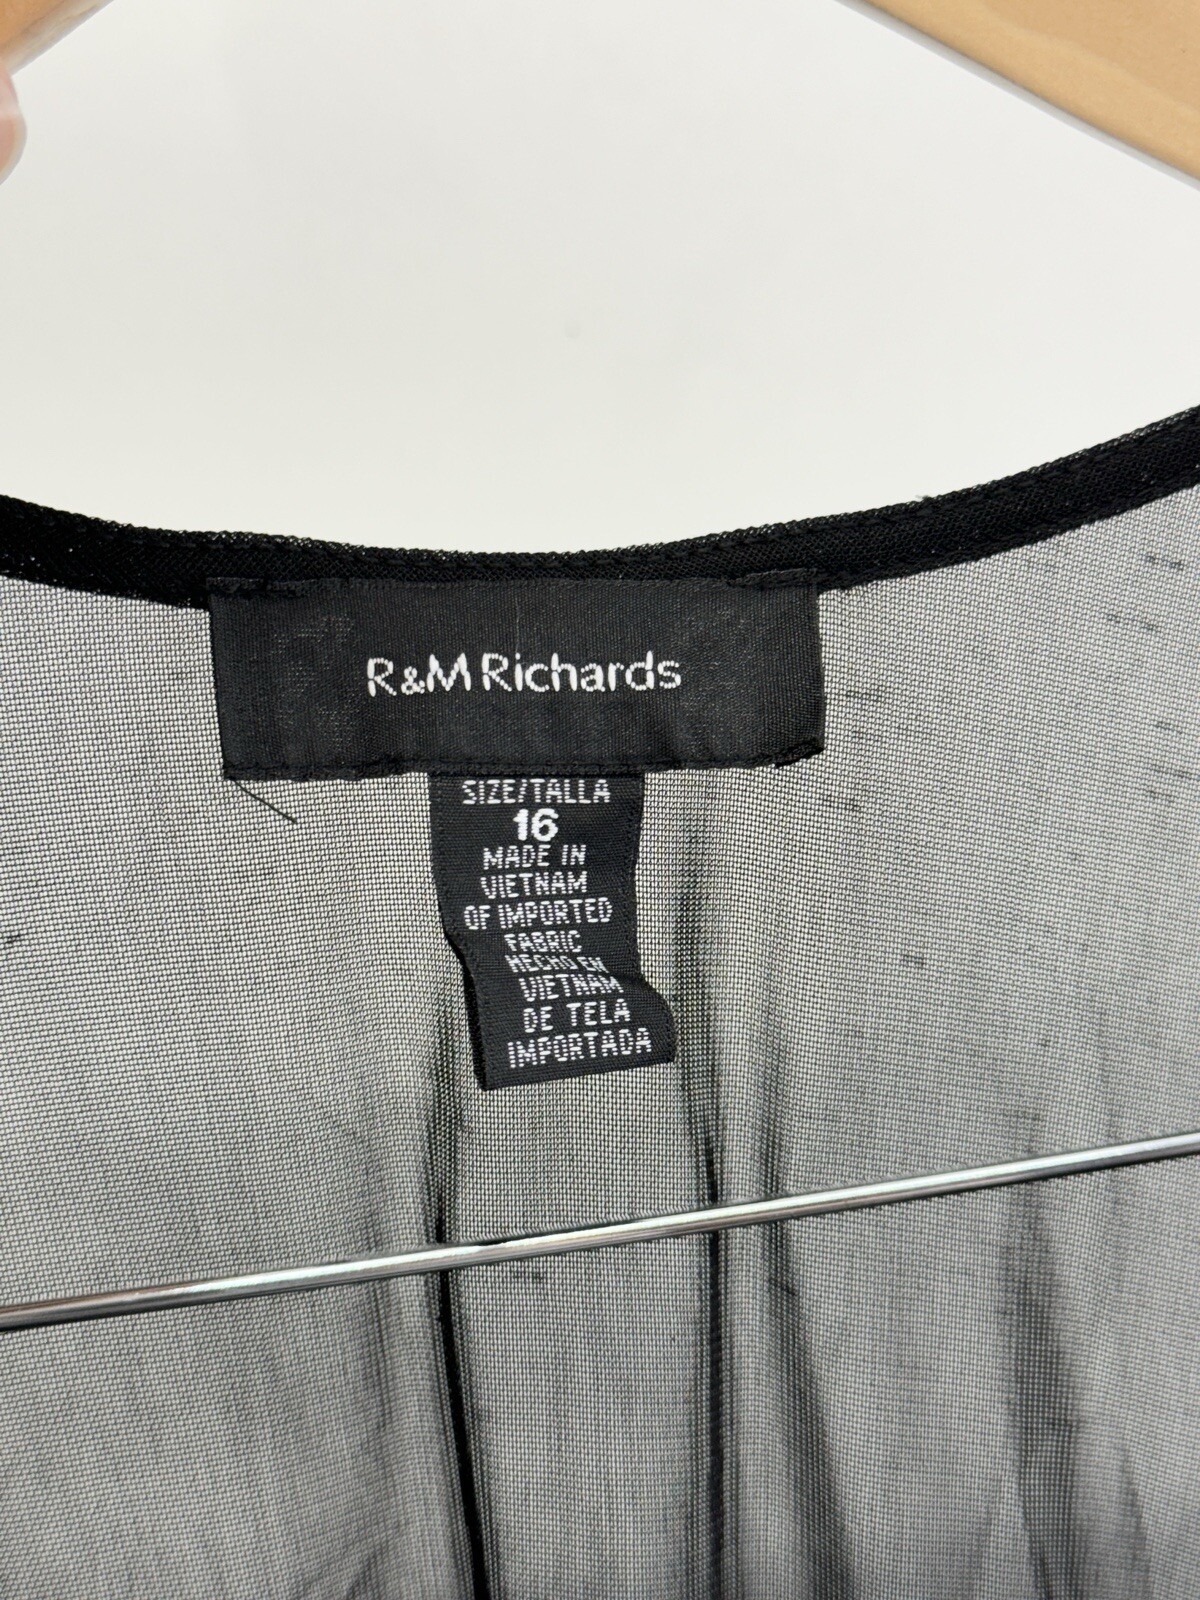 R&M Richards
SIZE/TALLA
16
MADE IN
VIETNAM
OF IMPORTED
FABRIC
HECHO EN
VIETNAM
DE TELA
IMPORTADA